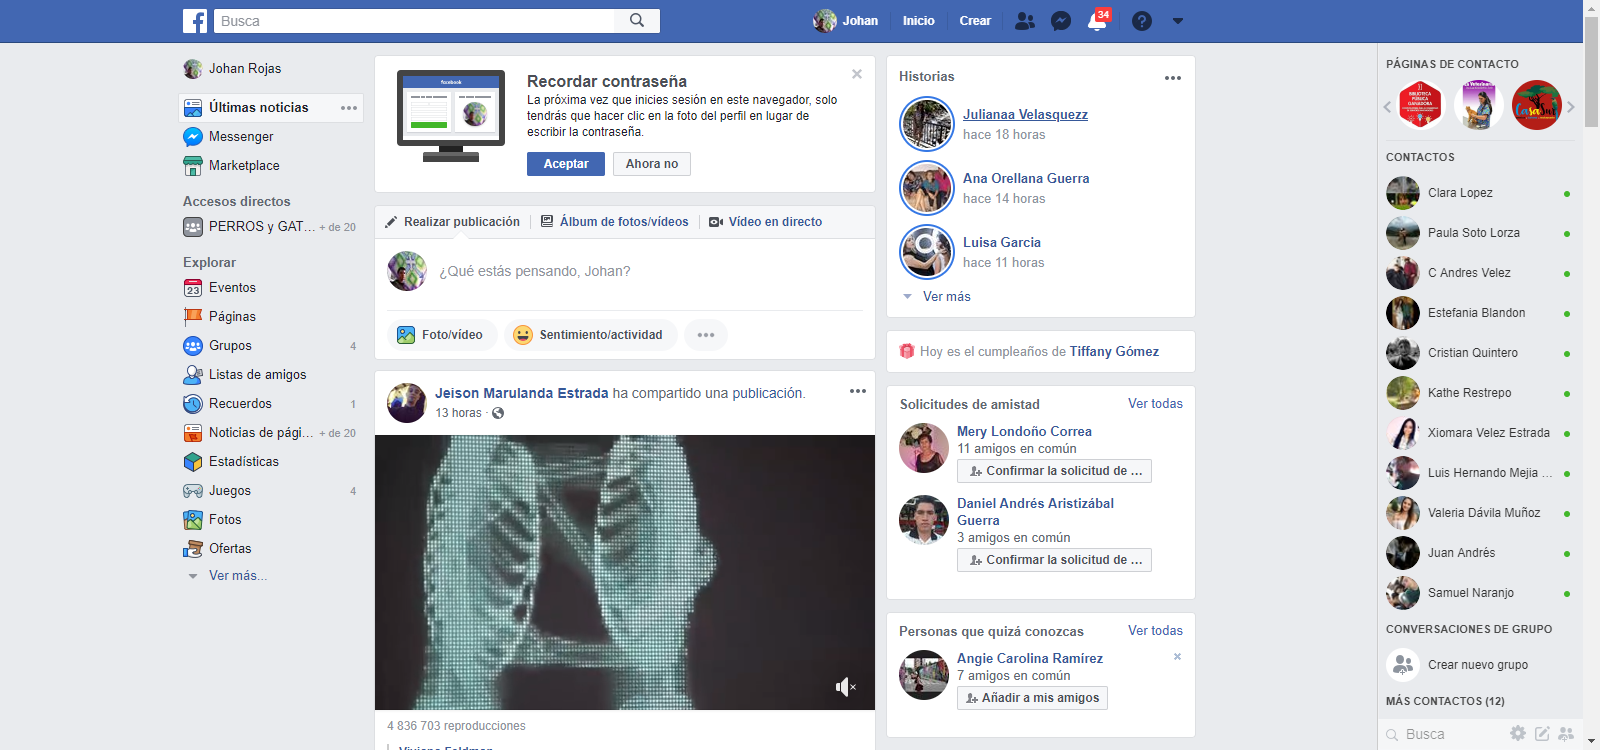 Busca
Johan
Inicio
Crear
34
Johan Rojas
Últimas noticias
Messenger
Marketplace
Accesos directos
PERROS y GAT... + de 20
Explorar
23
Eventos
Páginas
Grupos 4
Listas de amigos
Recuerdos 1
Noticias de pági... + de 20
Estadísticas
Juegos 4
Fotos
Ofertas
Ver más...
facebook
Recordar contraseña
La próxima vez que inicies sesión en este navegador, solo
tendrás que hacer clic en la foto del perfil en lugar de
escribir la contraseña.
Aceptar
Ahora no
Realizar publicación
Álbum de fotos/vídeos
Vídeo en directo
¿Qué estás pensando, Johan?
Foto/vídeo
Sentimiento/actividad
Jeison Marulanda Estrada ha compartido una publicación.
13 horas ·
4 836 703 reproducciones
Historias
Julianaa Velasquezz
hace 18 horas
Ana Orellana Guerra
hace 14 horas
Luisa Garcia
hace 11 horas
Ver más
Hoy es el cumpleaños de Tiffany Gómez
Solicitudes de amistad
Ver todas
Mery Londoño Correa
11 amigos en común
Confirmar la solicitud de ...
Daniel Andrés Aristizábal
Guerra
3 amigos en común
Confirmar la solicitud de ...
Personas que quizá conozcas
Ver todas
Angie Carolina Ramírez
7 amigos en común
Añadir a mis amigos
PÁGINAS DE CONTACTO
BIBLIOTECA
PÚBLICA
GANADORA
CONTACTOS
Clara Lopez
Paula Soto Lorza
C Andres Velez
Estefania Blandon
Cristian Quintero
Kathe Restrepo
Xiomara Velez Estrada
Luis Hernando Mejia ...
Valeria Dávila Muñoz
Juan Andrés
Samuel Naranjo
CONVERSACIONES DE GRUPO
Crear nuevo grupo
MÁS CONTACTOS (12)
Busca